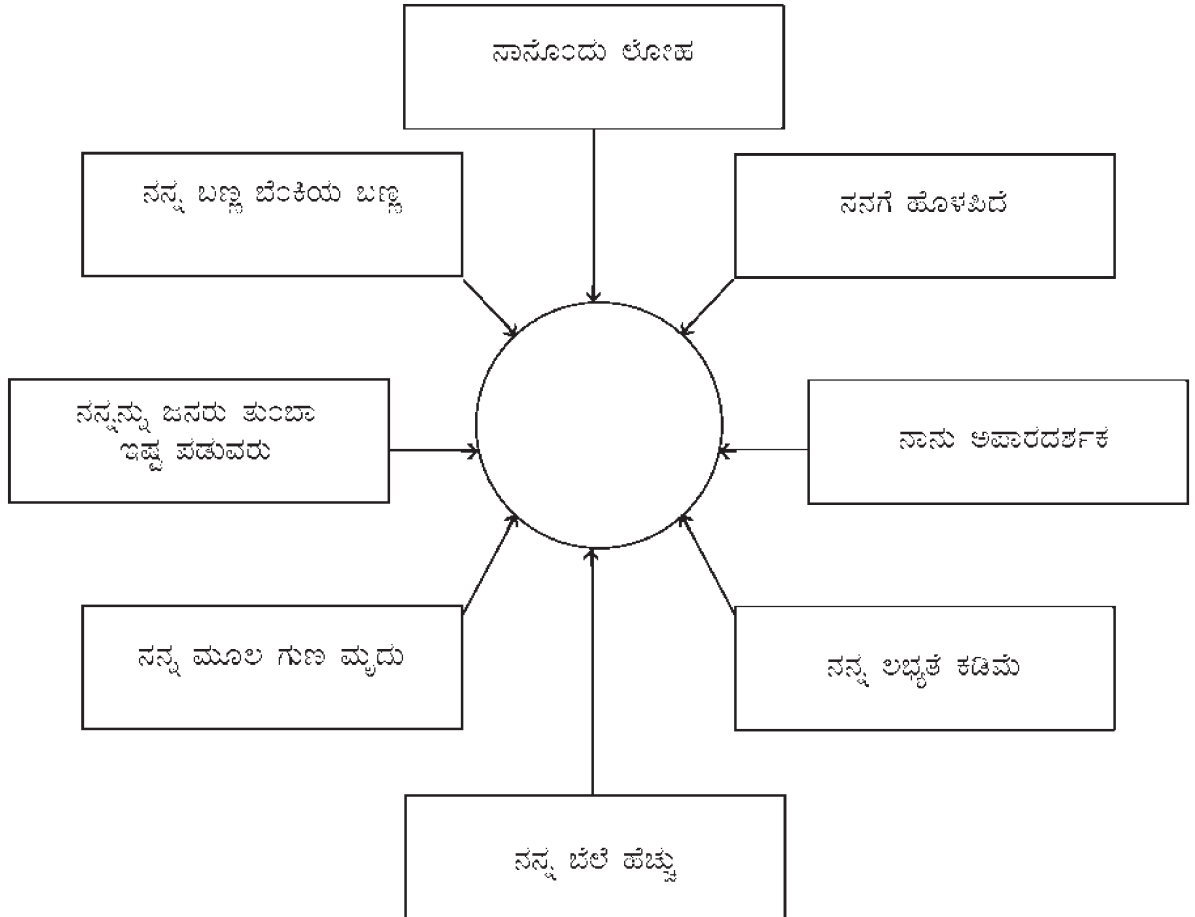 ನಾನೊಂದು ಲೋಹ
ನನ್ನ ಬಣ್ಣ ಬೆಂಕಿಯ ಬಣ್ಣ
ನನಗೆ ಹೊಳಪಿದೆ
ನನ್ನನ್ನು ಜನರು ತುಂಬಾ
ಇಷ್ಟ ಪಡುವರು
ನಾನು ಅಪಾರದರ್ಶಕ
ನನ್ನ ಮೂಲ ಗುಣ ಮೃದು
ನನ್ನ ಲಭ್ಯತೆ ಕಡಿಮೆ
ನನ್ನ ಬೆಲೆ ಹೆಚ್ಚು